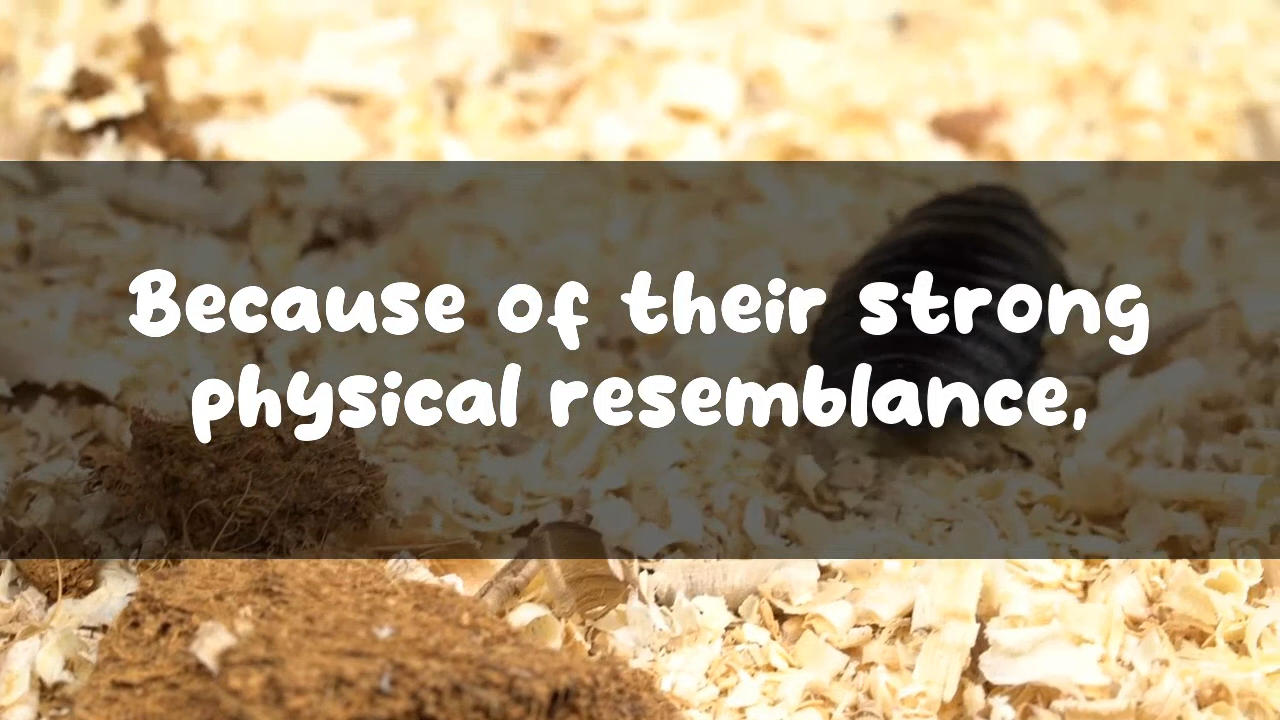 Because of their strong
physical resemblance,